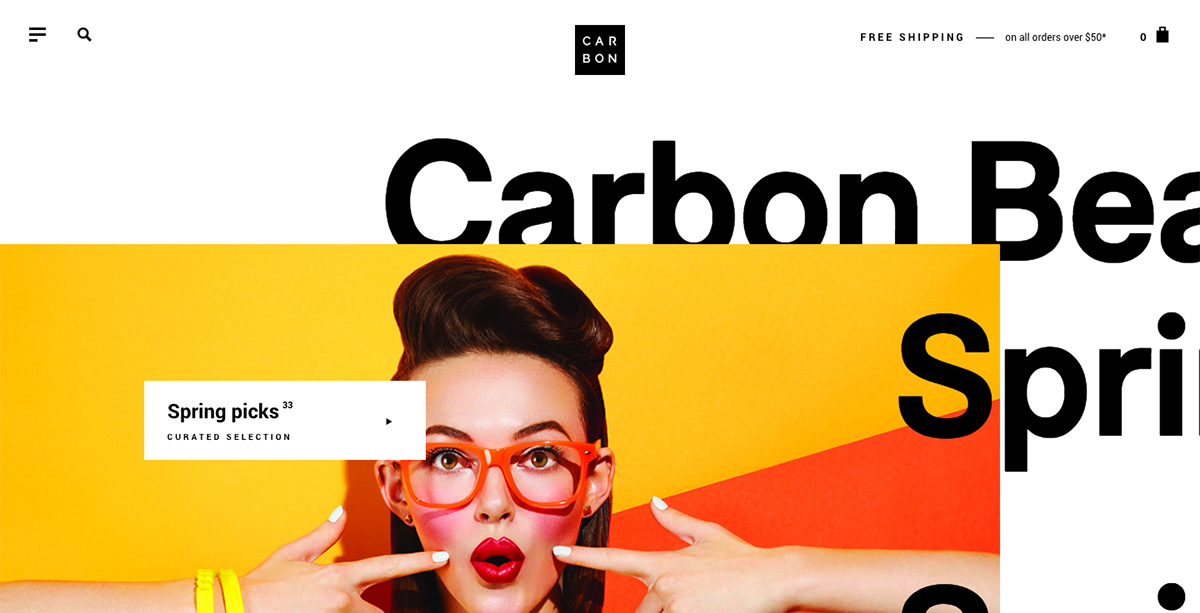 CAR
BON
FREE SHIPPING — on all orders over $50*
0
Carbon Bea
Spri
Spring picks 33
CURATED SELECTION